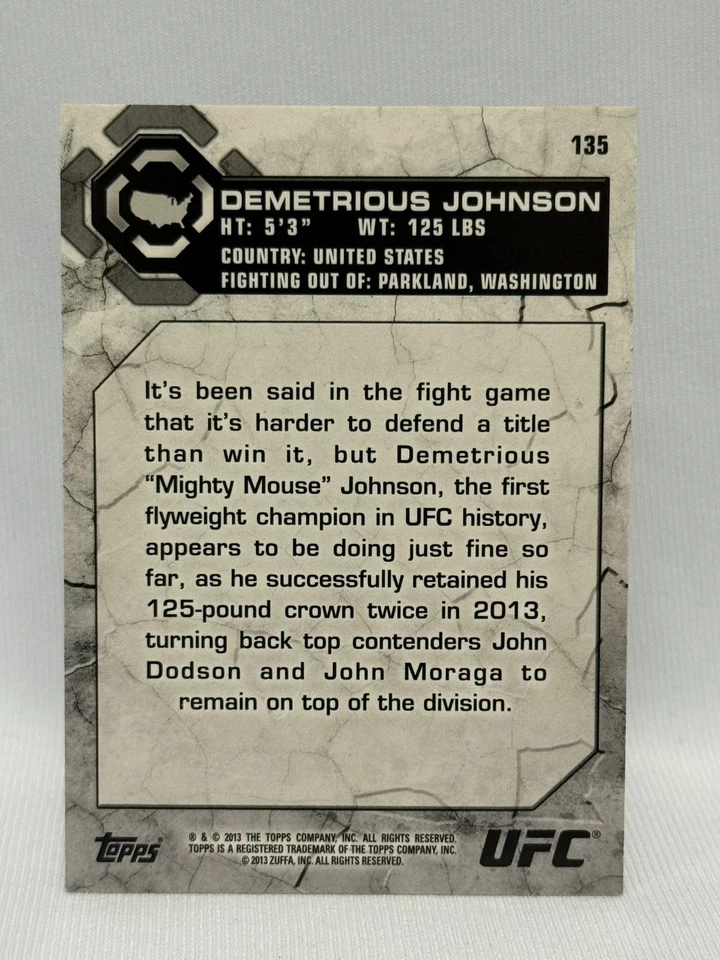 135
DEMETRIOUS JOHNSON
HT: 5'3" WT: 125 LBS
COUNTRY: UNITED STATES
FIGHTING OUT OF: PARKLAND, WASHINGTON
It's been said in the fight game
that it's harder to defend a title
than win it, but Demetrious
“Mighty Mouse” Johnson, the first
flyweight champion in UFC history,
appears to be doing just fine so
far, as he successfully retained his
125-pound crown twice in 2013,
turning back top contenders John
Dodson and John Moraga to
remain on top of the division.
Topps
® & © 2013 THE TOPPS COMPANY, INC. ALL RIGHTS RESERVED.
TOPPS IS A REGISTERED TRADEMARK OF THE TOPPS COMPANY, INC.
© 2013 ZUFFA, INC. ALL RIGHTS RESERVED.
UFC®